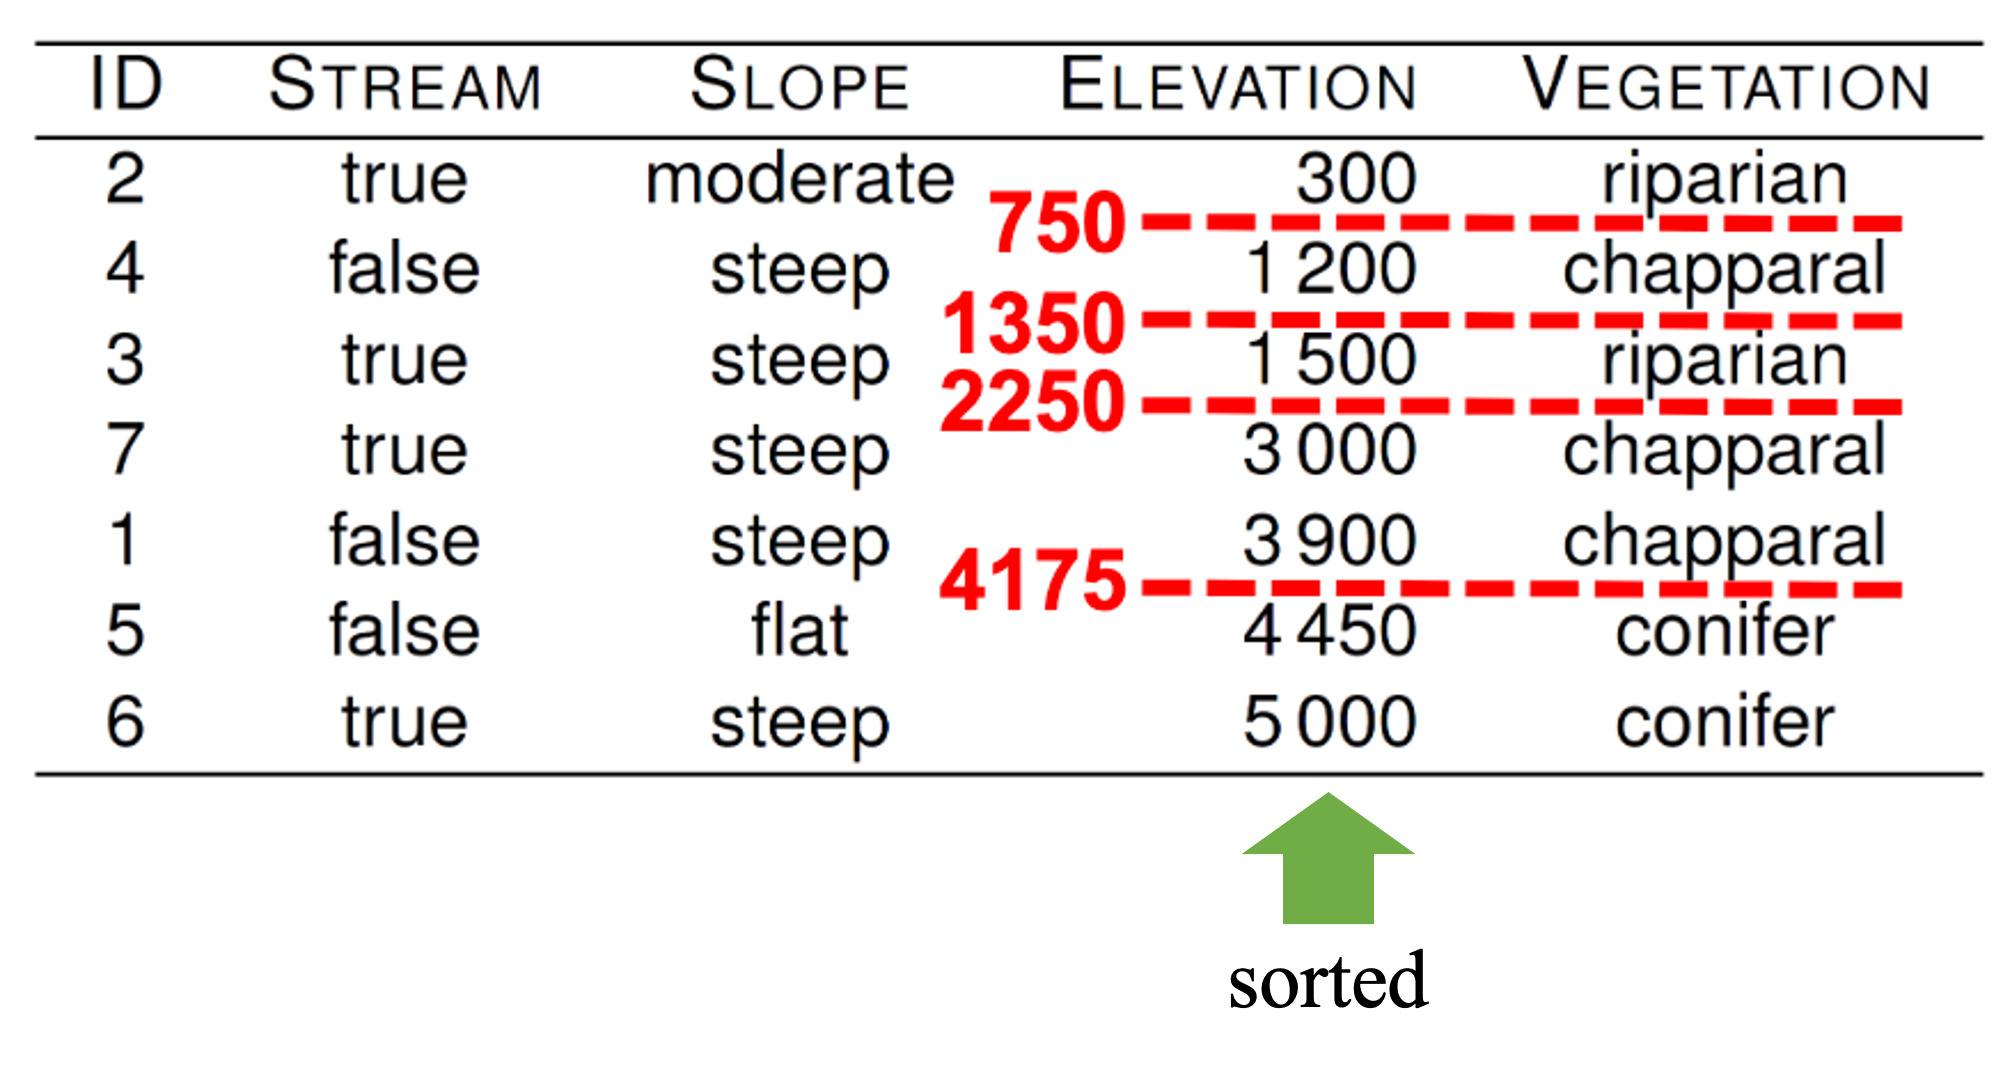 ID STREAM SLOPE ELEVATION VEGETATION
2 true moderate 300 riparian
750
4 false steep 1 200 chapparal
1350
3 true steep 1 500 riparian
2250
7 true steep 3 000 chapparal
1 false steep 3 900 chapparal
4175
5 false flat 4 450 conifer
6 true steep 5 000 conifer
sorted